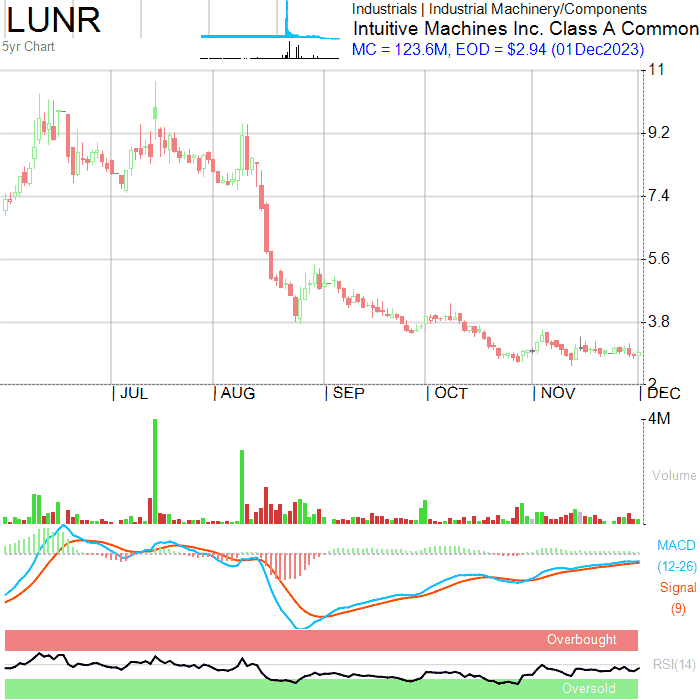 LUNR
5yr Chart
Industrials | Industrial Machinery/Components
Intuitive Machines Inc. Class A Common
MC = 123.6M, EOD = $2.94 (01Dec2023)
11
9.2
7.4
5.6
3.8
2
JUL
AUG
SEP
OCT
NOV
DEC
4M
Volume
MACD
(12-26)
Signal
(9)
Overbought
RSI(14)
Oversold